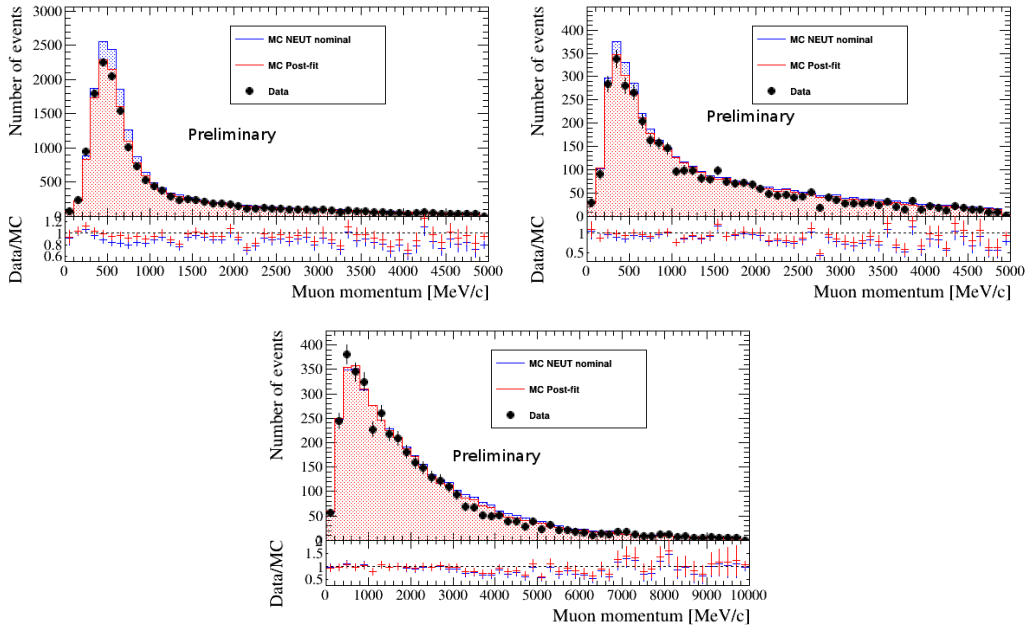 Number of events
2500
2000
1500
1000
500
MC NEUT nominal
MC Post-fit
Data
Preliminary
Data/MC
1
0.8
0.6
0 500 1000 1500 2000 2500 3000 3500 4000 4500 5000
Muon momentum [MeV/c]
Number of events
400
350
300
250
200
150
100
50
0
MC NEUT nominal
MC Post-fit
Data
Preliminary
Data/MC
1
0.5
0 500 1000 1500 2000 2500 3000 3500 4000 4500 5000
Muon momentum [MeV/c]
Number of events
400
350
300
250
200
150
100
50
MC NEUT nominal
MC Post-fit
Data
Preliminary
Data/MC
1.5
1
0.5
0 1000 2000 3000 4000 5000 6000 7000 8000 9000 10000
Muon momentum [MeV/c]